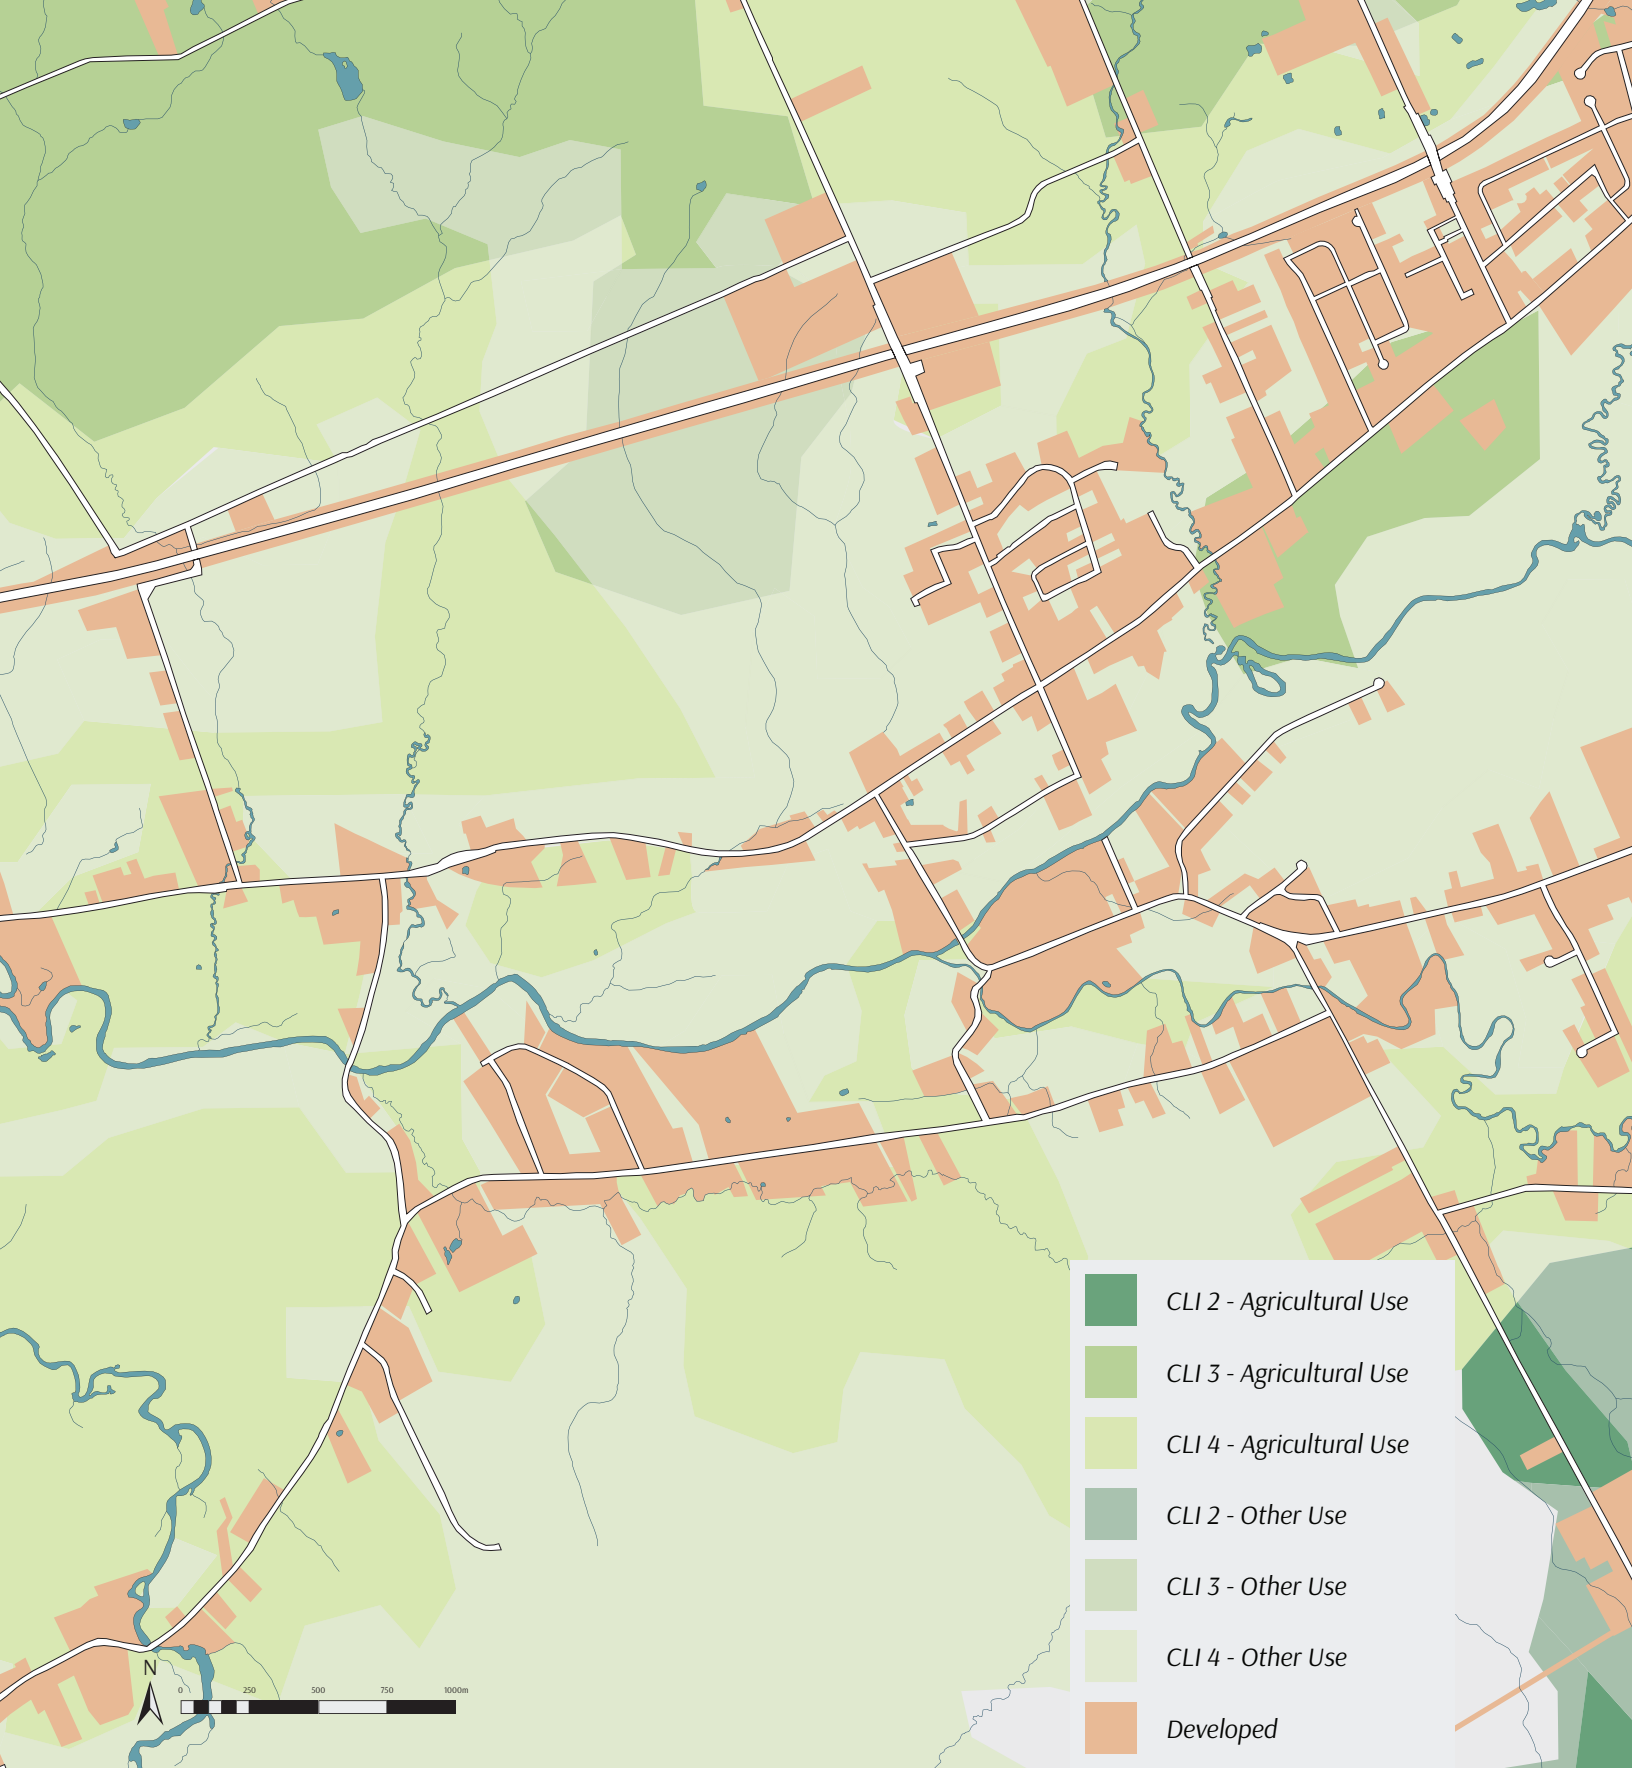 CLI 2 - Agricultural Use
CLI 3 - Agricultural Use
CLI 4 - Agricultural Use
CLI 2 - Other Use
CLI 3 - Other Use
CLI 4 - Other Use
Developed
N
0 250 500 750 1000m